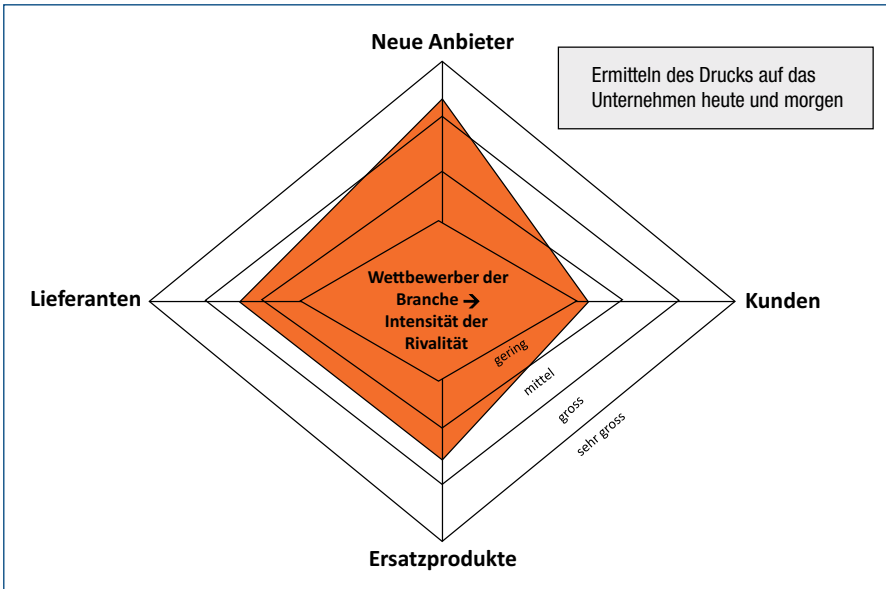 Neue Anbieter
Ermitteln des Drucks auf das
Unternehmen heute und morgen
Lieferanten
Wettbewerber der
Branche →
Intensität der
Rivalität
Kunden
gering
mittel
gross
sehr gross
Ersatzprodukte